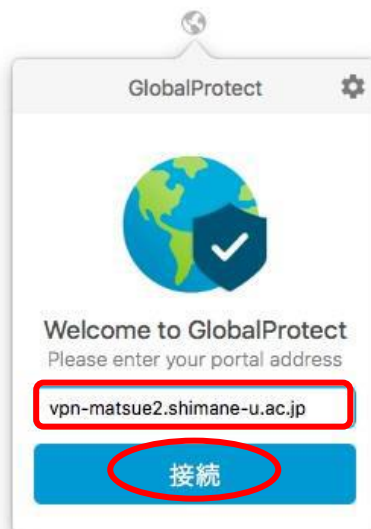 GlobalProtect
Welcome to GlobalProtect
Please enter your portal address
vpn-matsue2.shimane-u.ac.jp
接続